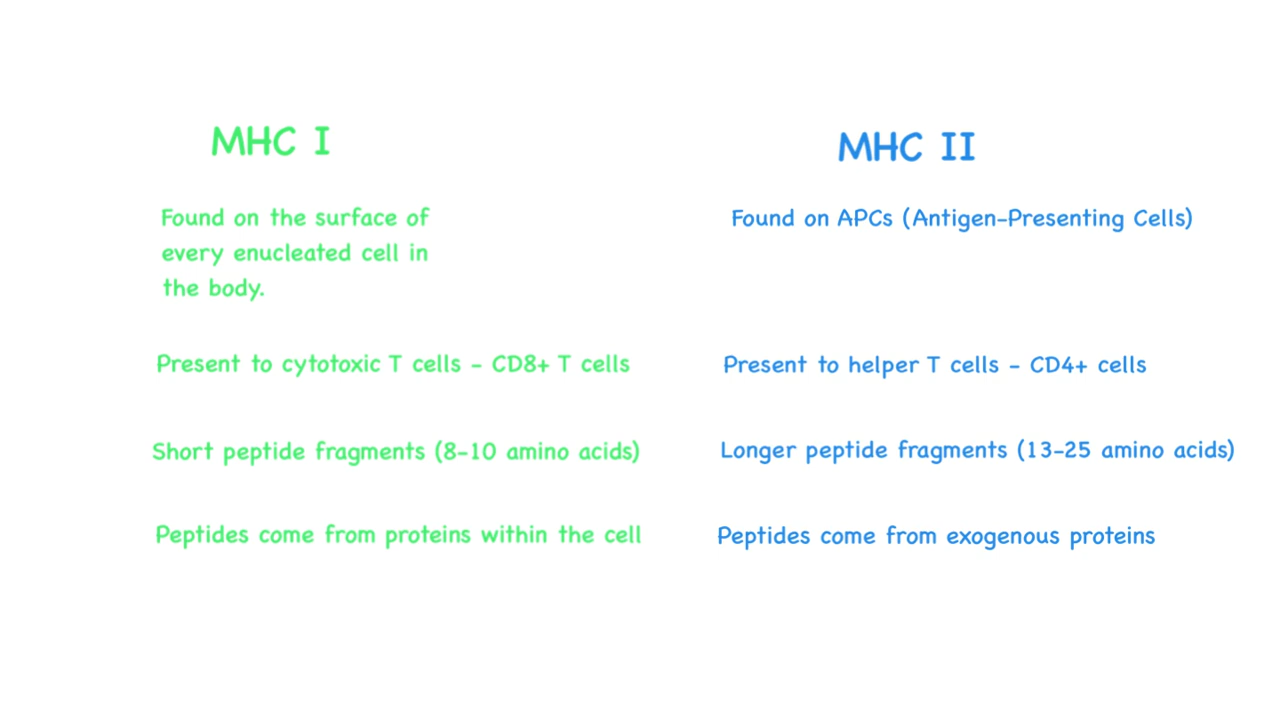 MHC I
Found on the surface of
every enucleated cell in
the body.
Present to cytotoxic T cells - CD8+ T cells
Short peptide fragments (8-10 amino acids)
Peptides come from proteins within the cell
MHC II
Found on APCs (Antigen-Presenting Cells)
Present to helper T cells - CD4+ cells
Longer peptide fragments (13-25 amino acids)
Peptides come from exogenous proteins